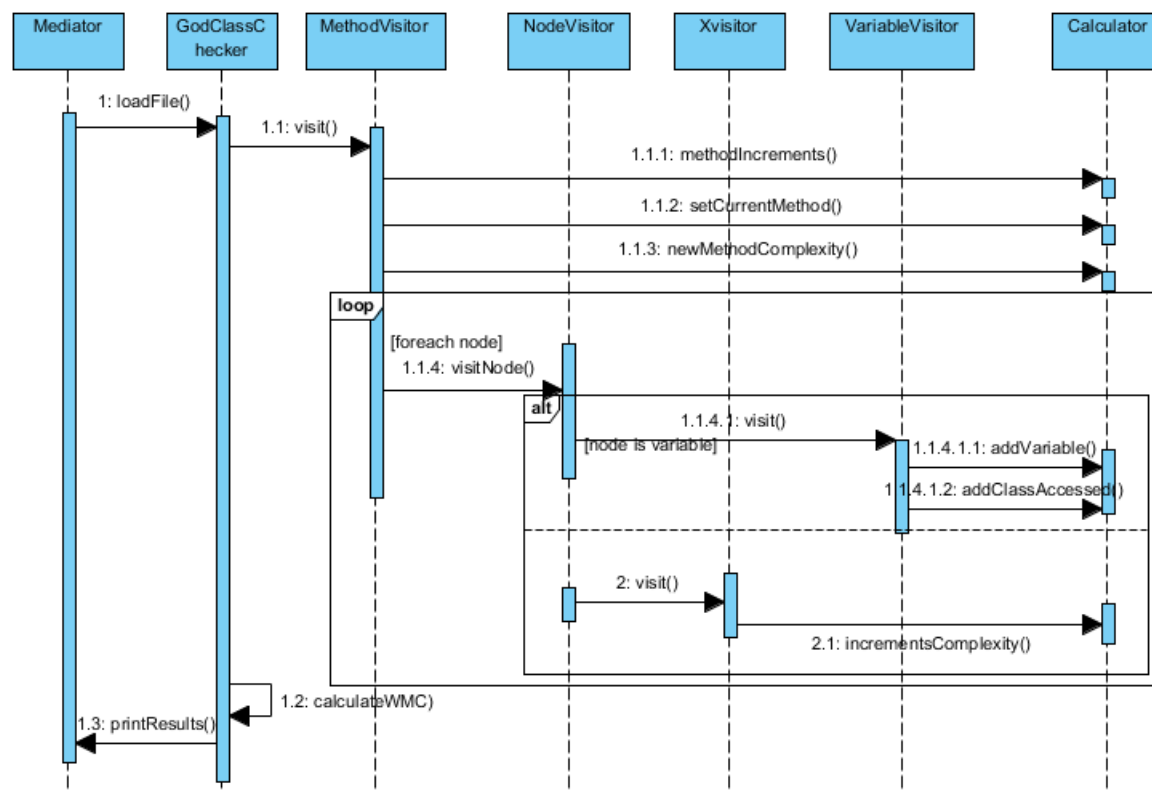 Mediator
GodClassC
hecker
MethodVisitor
NodeVisitor
Xvisitor
VariableVisitor
Calculator
1: loadFile()
1.1: visit()
1.1.1: methodIncrements()
1.1.2: setCurrentMethod()
1.1.3: newMethodComplexity()
loop
[foreach node]
1.1.4: visitNode()
alt
1.1.4.1: visit()
[node is variable]
1.1.4.1.1: addVariable()
1.1.4.1.2: addClassAccessed()
2: visit()
2.1: incrementsComplexity()
1.2: calculateWMC)
1.3: printResults()